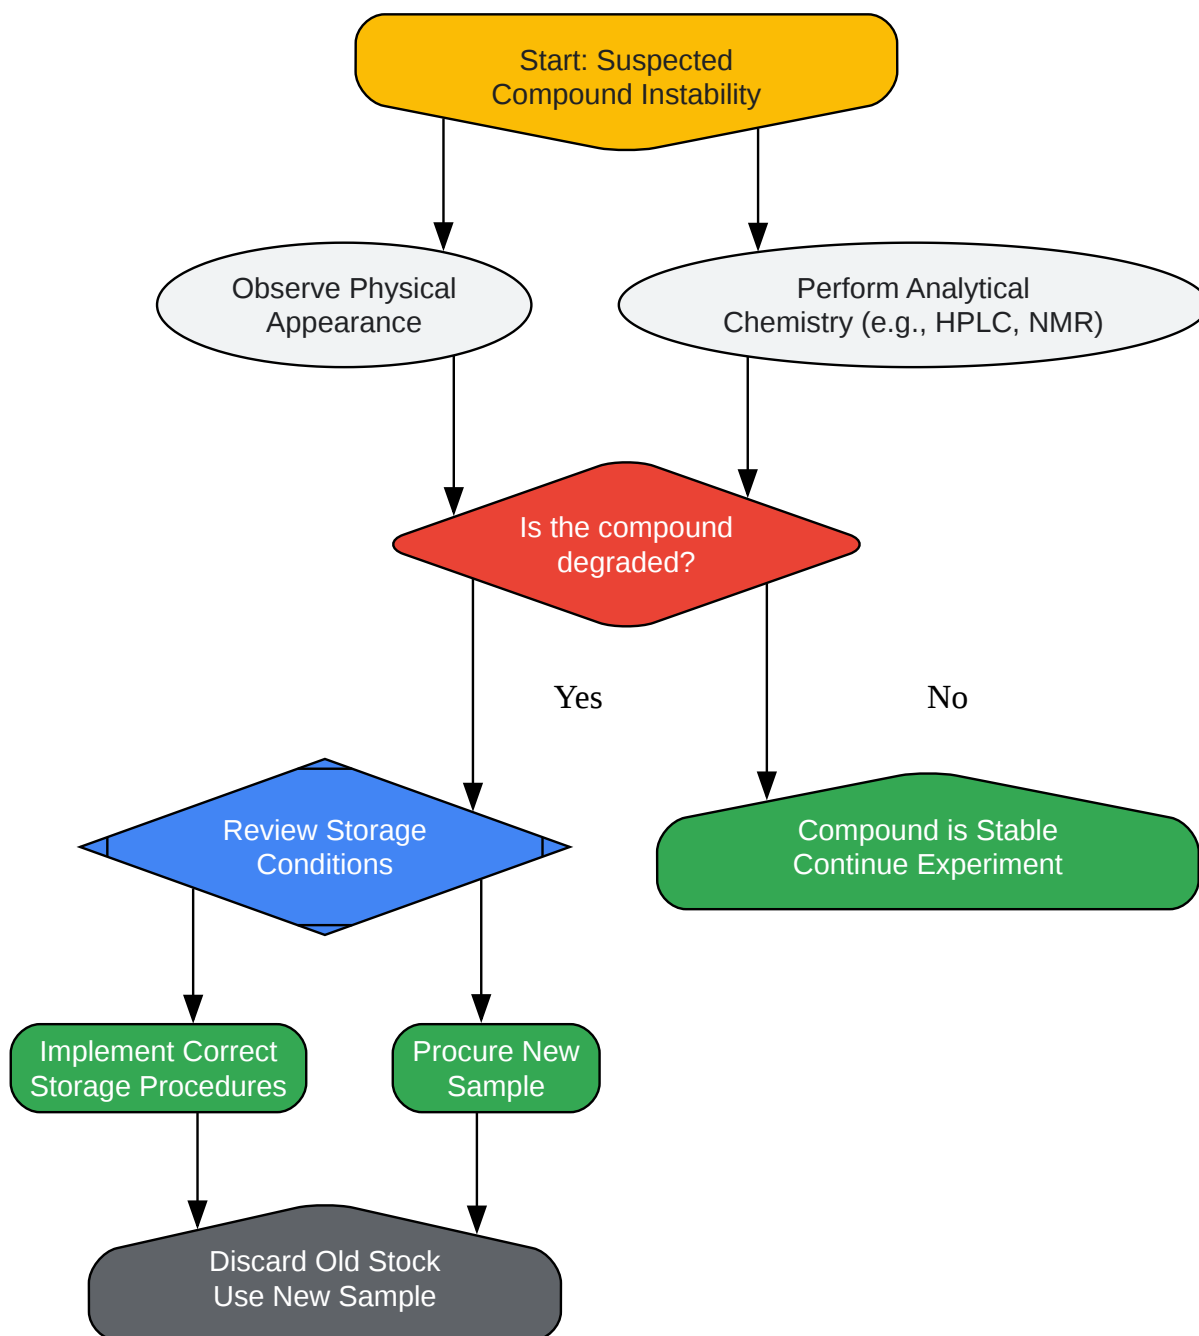 Start: Suspected
Compound Instability
Observe Physical
Appearance
Perform Analytical
Chemistry (e.g., HPLC, NMR)
Is the compound
degraded?
Yes
No
Review Storage
Conditions
Compound is Stable
Continue Experiment
Implement Correct
Storage Procedures
Procure New
Sample
Discard Old Stock
Use New Sample